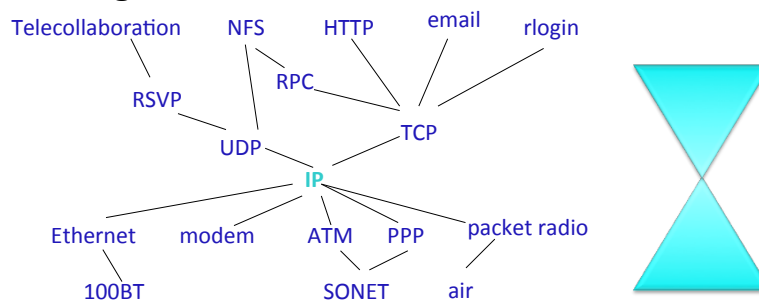 Telecollaboration NFS HTTP email rlogin
RPC
RSVP
TCP
UDP
IP
Ethernet modem ATM PPP packet radio
100BT SONET air